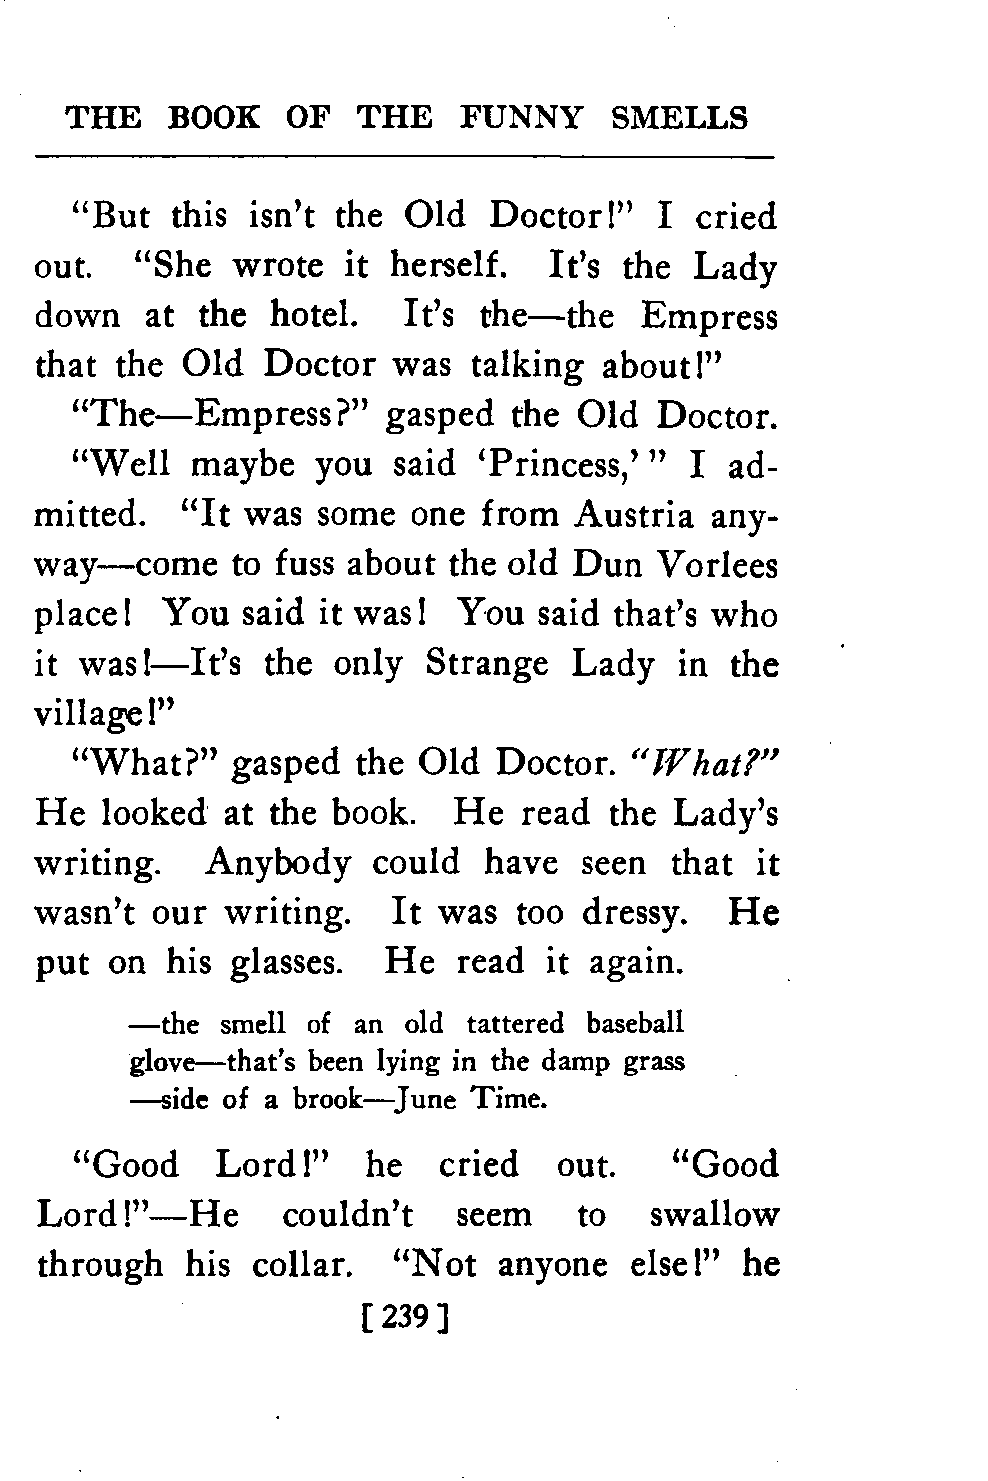 THE BOOK OF THE FUNNY SMELLS
“But this isn’t the Old Doctor!” I cried
out. “She wrote it herself. It’s the Lady
down at the hotel. It’s the—the Empress
that the Old Doctor was talking about!”
“The—Empress?” gasped the Old Doctor.
“Well maybe you said ‘Princess,’ ” I ad-
mitted. “It was some one from Austria any-
way—come to fuss about the old Dun Vorlees
place! You said it was! You said that’s who
it was!—It’s the only Strange Lady in the
village!”
“What?” gasped the Old Doctor. “What?”
He looked at the book. He read the Lady’s
writing. Anybody could have seen that it
wasn’t our writing. It was too dressy. He
put on his glasses. He read it again.
—the smell of an old tattered baseball
glove—that’s been lying in the damp grass
—side of a brook—June Time.
“Good Lord!” he cried out. “Good
Lord!”—He couldn’t seem to swallow
through his collar. “Not anyone else!” he
[ 239 ]